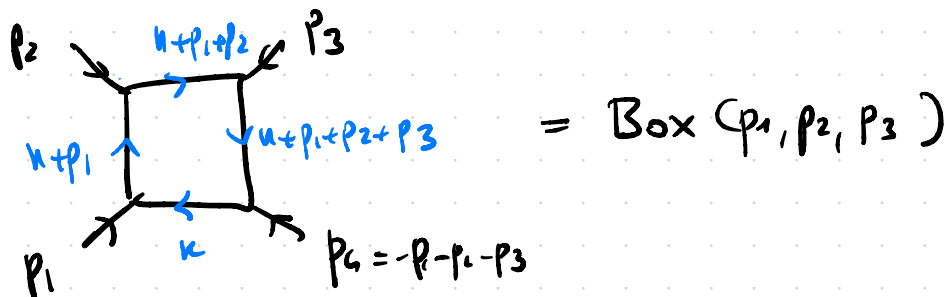 p2 k+p1+p2 p3
k+p1 k+p1+p2+p3 = Box (p1, p2, p3)
p1 k p4 = -p1-p2-p3